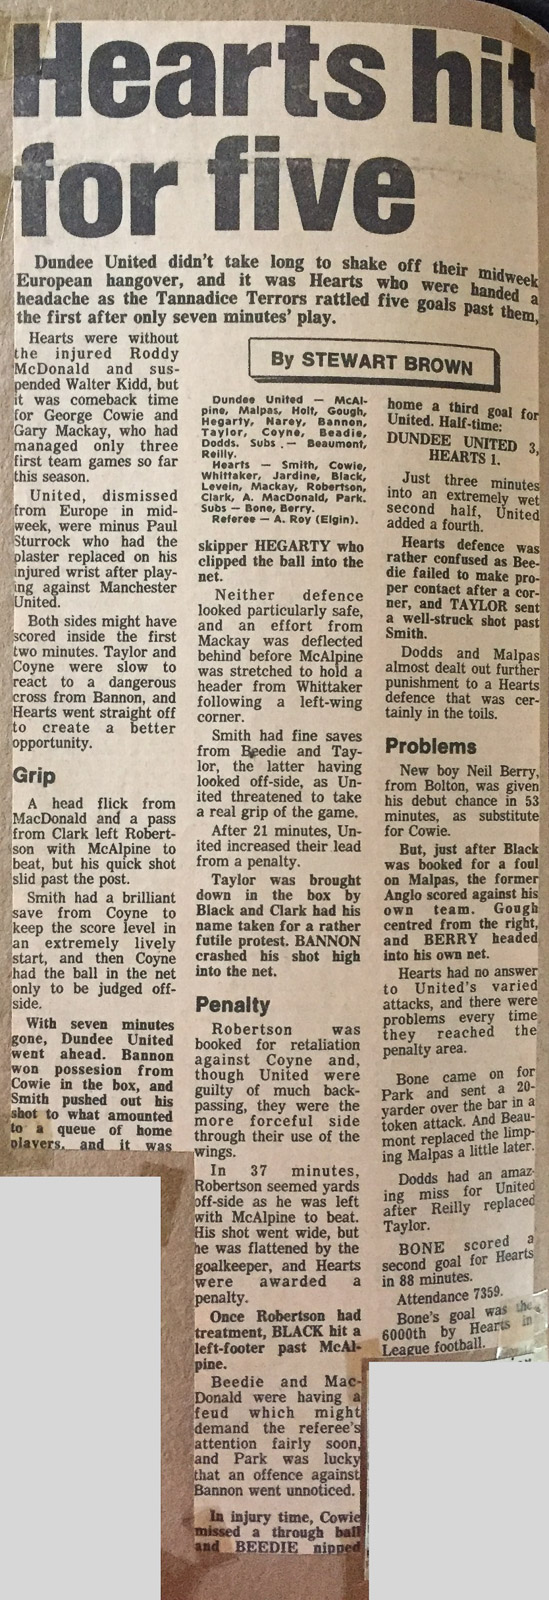 Hearts hit
for five
Dundee United didn't take long to shake off their midweek
European hangover, and it was Hearts who were handed a
headache as the Tannadice Terrors rattled five goals past them,
the first after only seven minutes' play.
Hearts were without
the injured Roddy
McDonald and sus-
pended Walter Kidd, but
it was comeback time
for George Cowie and
Gary Mackay, who had
managed only three
first team games so far
this season.
United, dismissed
from Europe in mid-
week, were minus Paul
Sturrock who had the
plaster replaced on his
injured wrist after play-
ing against Manchester
United.
Both sides might have
scored inside the first
two minutes. Taylor and
Coyne were slow to
react to a dangerous
cross from Bannon, and
Hearts went straight off
to create a better
opportunity.
Grip
A head flick from
MacDonald and a pass
from Clark left Robert-
son with McAlpine to
beat, but his quick shot
slid past the post.
Smith had a brilliant
save from Coyne to
keep the score level in
an extremely lively
start, and then Coyne
had the ball in the net
only to be judged off-
side.
With seven minutes
gone, Dundee United
went ahead. Bannon
won possesion from
Cowie in the box, and
Smith pushed out his
shot to what amounted
to a queue of home
players, and it was
By STEWART BROWN
Dundee United — McAl-
pine, Malpas, Holt, Gough,
Hegarty, Narey, Bannon,
Taylor, Coyne, Beadie,
Dodds. Subs.— Beaumont,
Reilly.
Hearts — Smith, Cowie,
Whittaker, Jardine, Black,
Levein, Mackay, Robertson,
Clark, A. MacDonald, Park.
Subs — Bone, Berry.
Referee — A. Roy (Elgin).
skipper HEGARTY who
clipped the ball into the
net.
Neither defence
looked particularly safe,
and an effort from
Mackay was deflected
behind before McAlpine
was stretched to hold a
header from Whittaker
following a left-wing
corner.
Smith had fine saves
from Beedie and Tay-
lor, the latter having
looked off-side, as Un-
ited threatened to take
a real grip of the game.
After 21 minutes, Un-
ited increased their lead
from a penalty.
Taylor was brought
down in the box by
Black and Clark had his
name taken for a rather
futile protest. BANNON
crashed his shot high
into the net.
Penalty
Robertson was
booked for retaliation
against Coyne and,
though United were
guilty of much back-
passing, they were the
more forceful side
through their use of the
wings.
In 37 minutes,
Robertson seemed yards
off-side as he was left
with McAlpine to beat.
His shot went wide, but
he was flattened by the
goalkeeper, and Hearts
were awarded a
penalty.
Once Robertson had
treatment, BLACK hit a
left-footer past McAl-
pine.
Beedie and Mac-
Donald were having a
feud which might
demand the referee's
attention fairly soon,
and Park was lucky
that an offence against
Bannon went unnoticed.
In injury time, Cowie
missed a through ball
and BEEDIE nipped
home a third goal for
United. Half-time:
DUNDEE UNITED 3,
HEARTS 1.
Just three minutes
into an extremely wet
second half, United
added a fourth.
Hearts defence was
rather confused as Bee-
die failed to make pro-
per contact after a cor-
ner, and TAYLOR sent
a well-struck shot past
Smith.
Dodds and Malpas
almost dealt out further
punishment to a Hearts
defence that was cer-
tainly in the toils.
Problems
New boy Neil Berry,
from Bolton, was given
his debut chance in 53
minutes, as substitute
for Cowie.
But, just after Black
was booked for a foul
on Malpas, the former
Anglo scored against his
own team. Gough
centred from the right,
and BERRY headed
into his own net.
Hearts had no answer
to United's varied
attacks, and there were
problems every time
they reached the
penalty area.
Bone came on for
Park and sent a 20-
yarder over the bar in a
token attack. And Beau-
mont replaced the limp-
ing Malpas a little later.
Dodds had an amaz-
ing miss for United
after Reilly replaced
Taylor.
BONE scored a
second goal for Hearts
in 88 minutes.
Attendance 7359.
Bone's goal was the
6000th by Hearts in
League football.